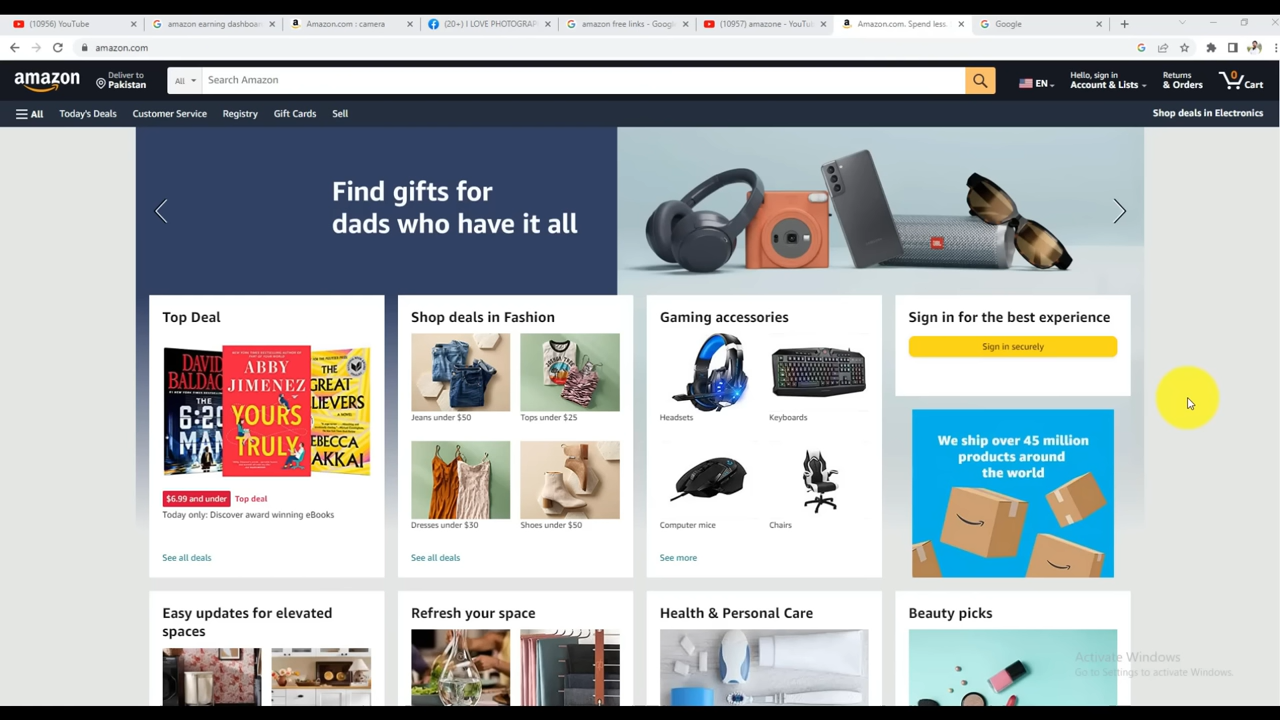 (10956) YouTube
amazon earning dashboa
Amazon.com : camera
(20+) I LOVE PHOTOGRAP
amazon free links - Googl
(10957) amazone - YouTu
Amazon.com. Spend less.
Google
amazon.com
amazon
Deliver to
Pakistan
All
Search Amazon
EN
Hello, sign in
Account & Lists
Returns
& Orders
0
Cart
All
Today's Deals
Customer Service
Registry
Gift Cards
Sell
Shop deals in Electronics
Find gifts for
dads who have it all
JBL
Top Deal
DAVID
BALDAC
THE
6:20
MAN
ABBY
JIMENEZ
YOURS
TRULY
THE
GREAT
ELIEVERS
EBECCA
AKKAI
$6.99 and under
Top deal
Today only: Discover award winning eBooks
See all deals
Shop deals in Fashion
Jeans under $50
Tops under $25
Dresses under $30
Shoes under $50
See all deals
Gaming accessories
Headsets
Keyboards
Computer mice
Chairs
See more
Sign in for the best experience
Sign in securely
We ship over 45 million
products around
the world
Easy updates for elevated
spaces
Refresh your space
Health & Personal Care
Beauty picks
Activate Windows
Go to Settings to activate Windows.